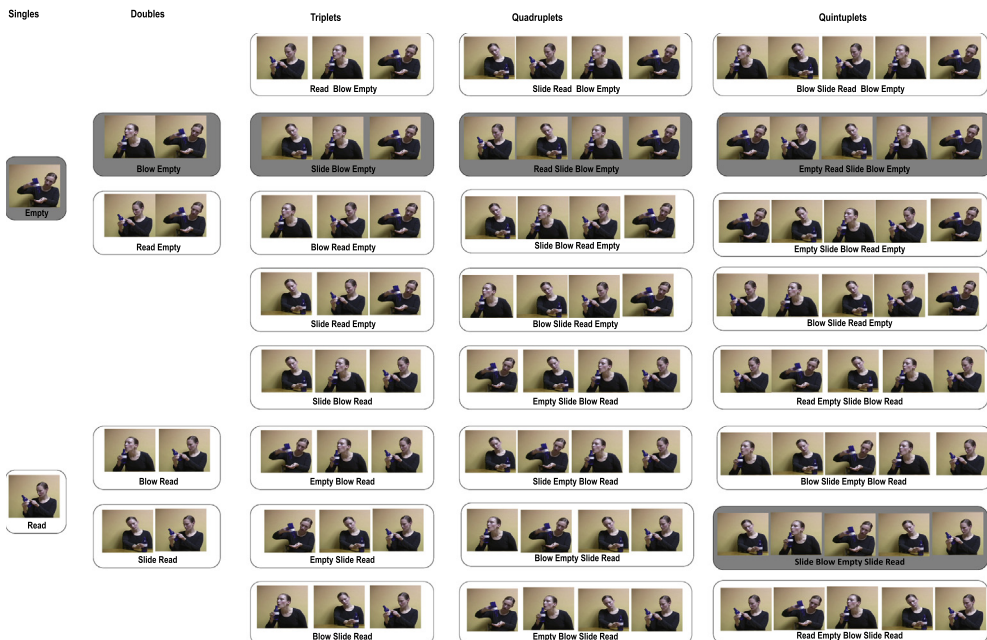 Singles Doubles Triplets Quadruplets Quintuplets
Read Blow Empty
Slide Read Blow Empty
Blow Slide Read Blow Empty
Blow Empty
Slide Blow Empty
Read Slide Blow Empty
Empty Read Slide Blow Empty
Empty
Read Empty
Blow Read Empty
Slide Blow Read Empty
Empty Slide Blow Read Empty
Slide Read Empty
Blow Slide Read Empty
Blow Slide Read Empty
Slide Blow Read
Empty Slide Blow Read
Read Empty Slide Blow Read
Blow Read
Empty Blow Read
Slide Empty Blow Read
Blow Slide Empty Blow Read
Read
Slide Read
Empty Slide Read
Blow Empty Slide Read
Slide Blow Empty Slide Read
Blow Slide Read
Empty Blow Slide Read
Read Empty Blow Slide Read